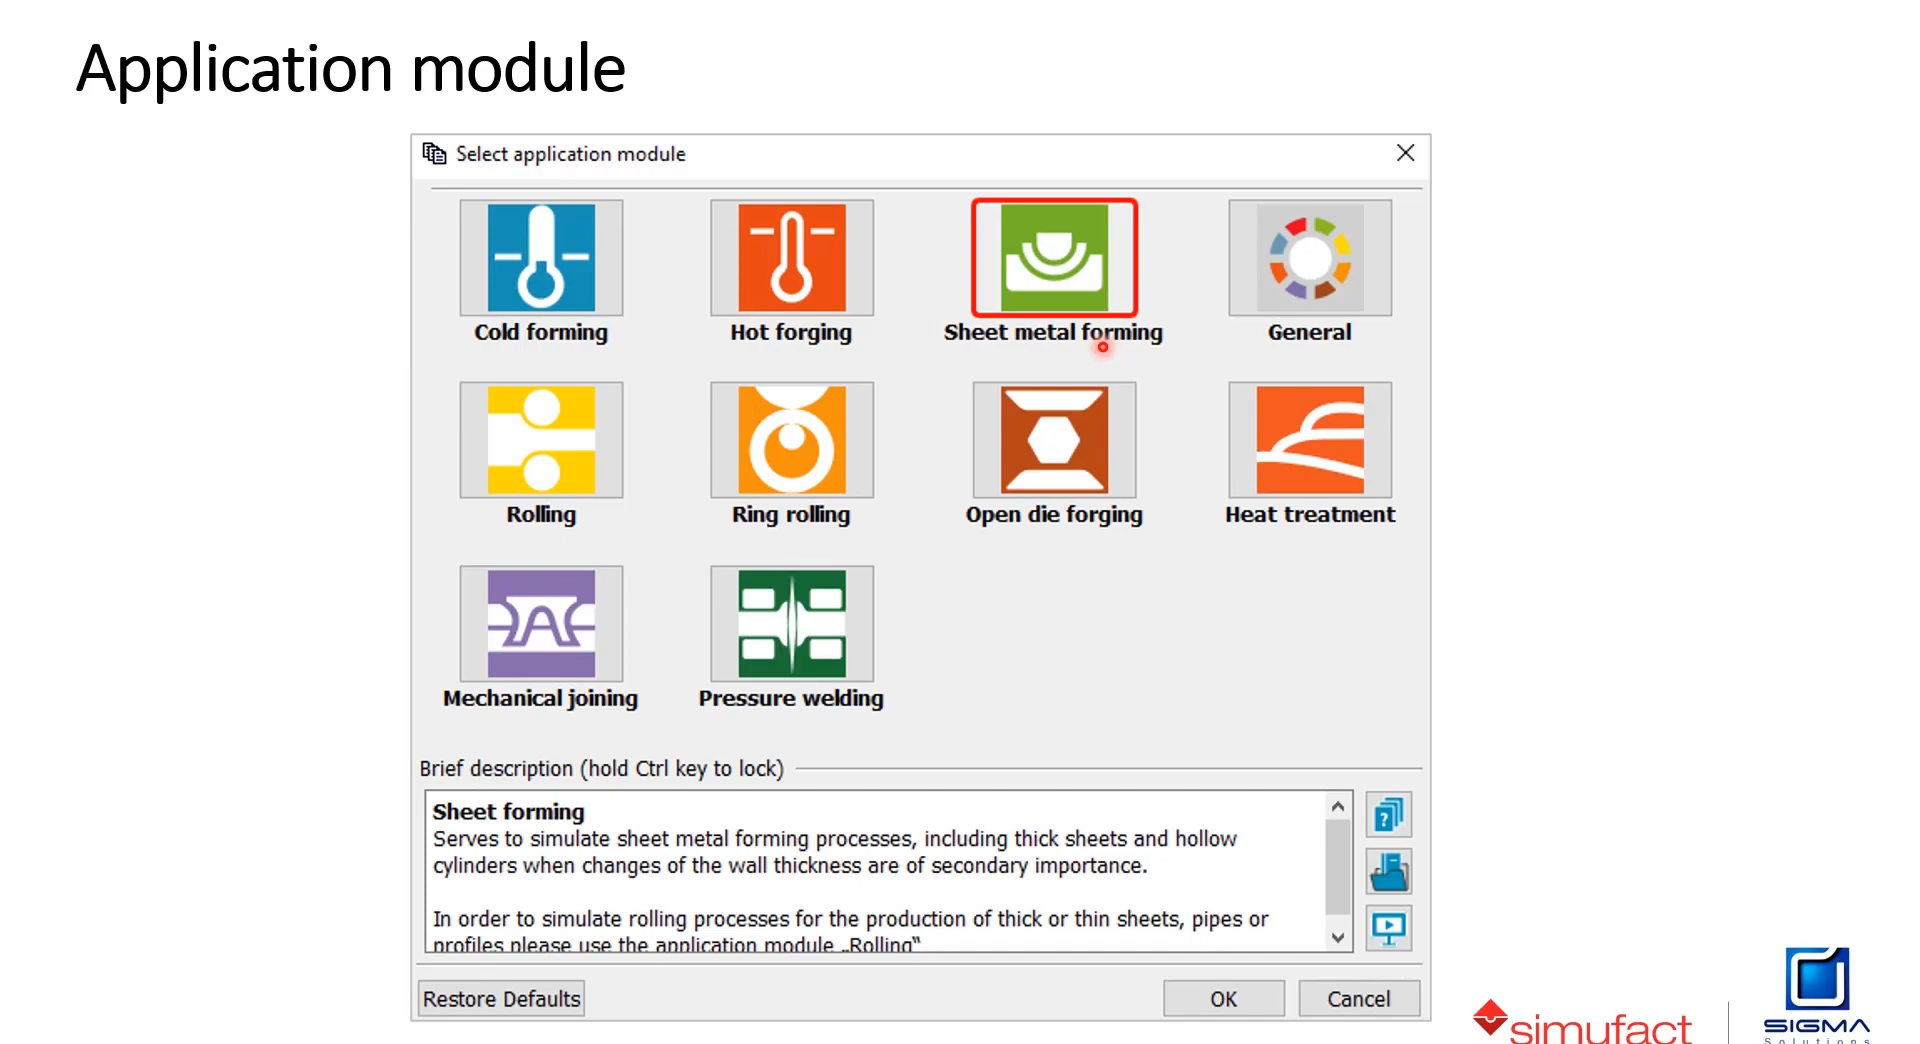 Application module
Select application module
Cold forming
Hot forging
Sheet metal forming
General
Rolling
Ring rolling
Open die forging
Heat treatment
Mechanical joining
Pressure welding
Brief description (hold Ctrl key to lock)
Sheet forming
Serves to simulate sheet metal forming processes, including thick sheets and hollow
cylinders when changes of the wall thickness are of secondary importance.
In order to simulate rolling processes for the production of thick or thin sheets, pipes or
profiles please use the application module „Rolling“
Restore Defaults
OK
Cancel
simufact
SIGMA
Solutions